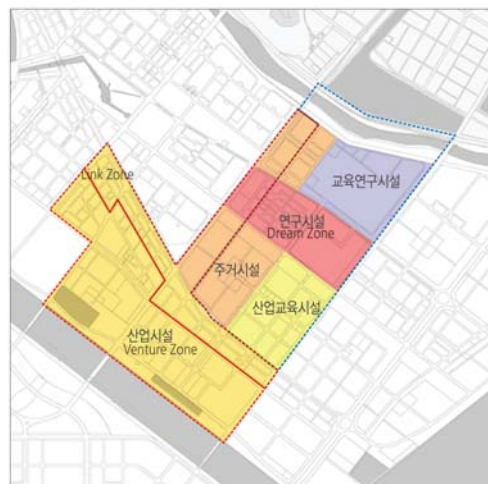 Link Zone
교육연구시설
연구시설
Dream Zone
주거시설
산업교육시설
산업시설
Venture Zone